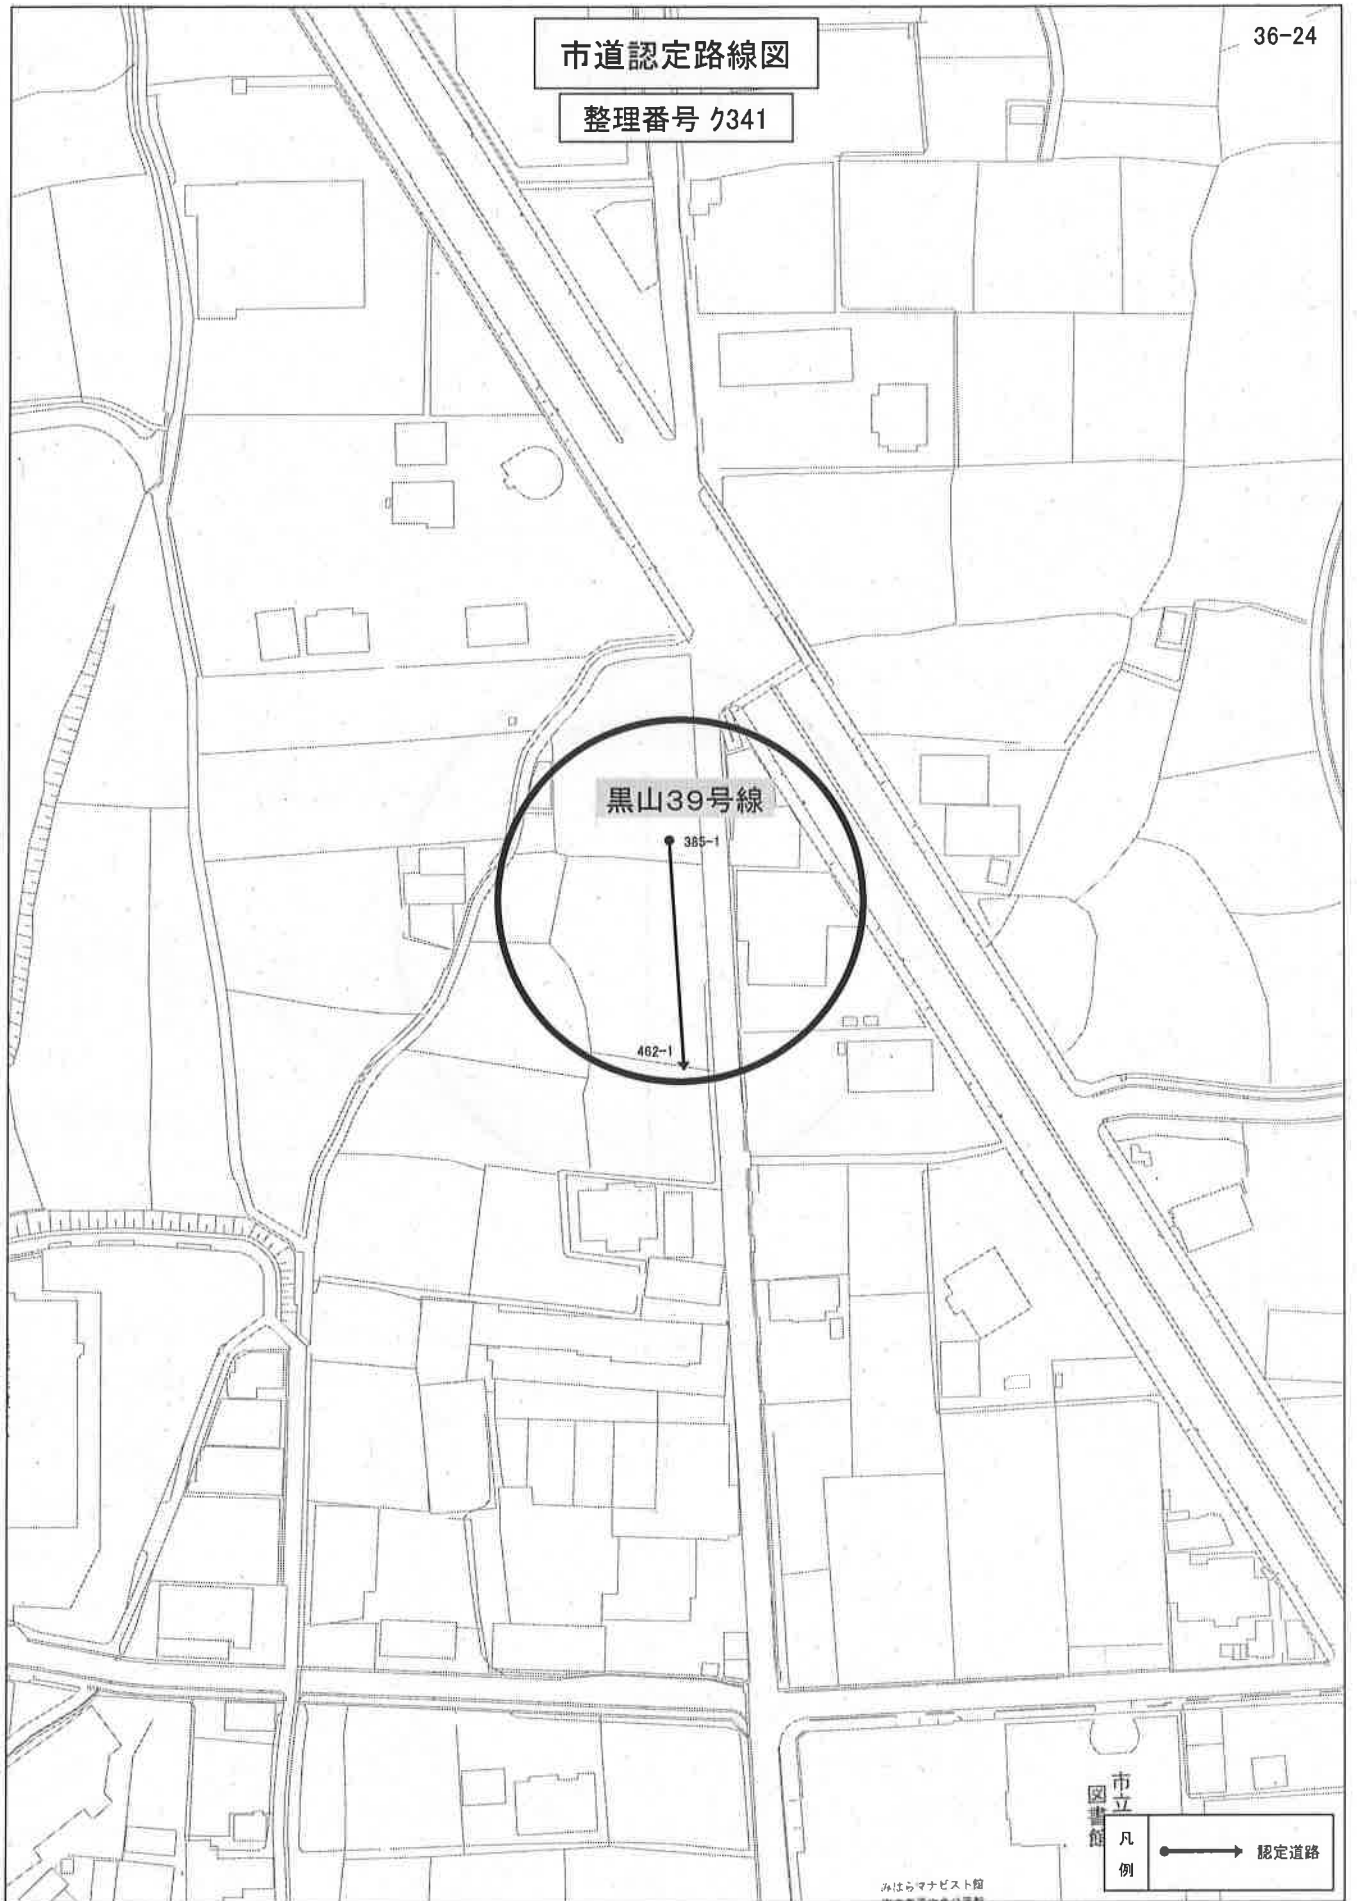 36-24
市道認定路線図
整理番号 ｸ341
黒山39号線
385-1
462-1
市立
図書館
凡例
認定道路
みはらマナビスト館